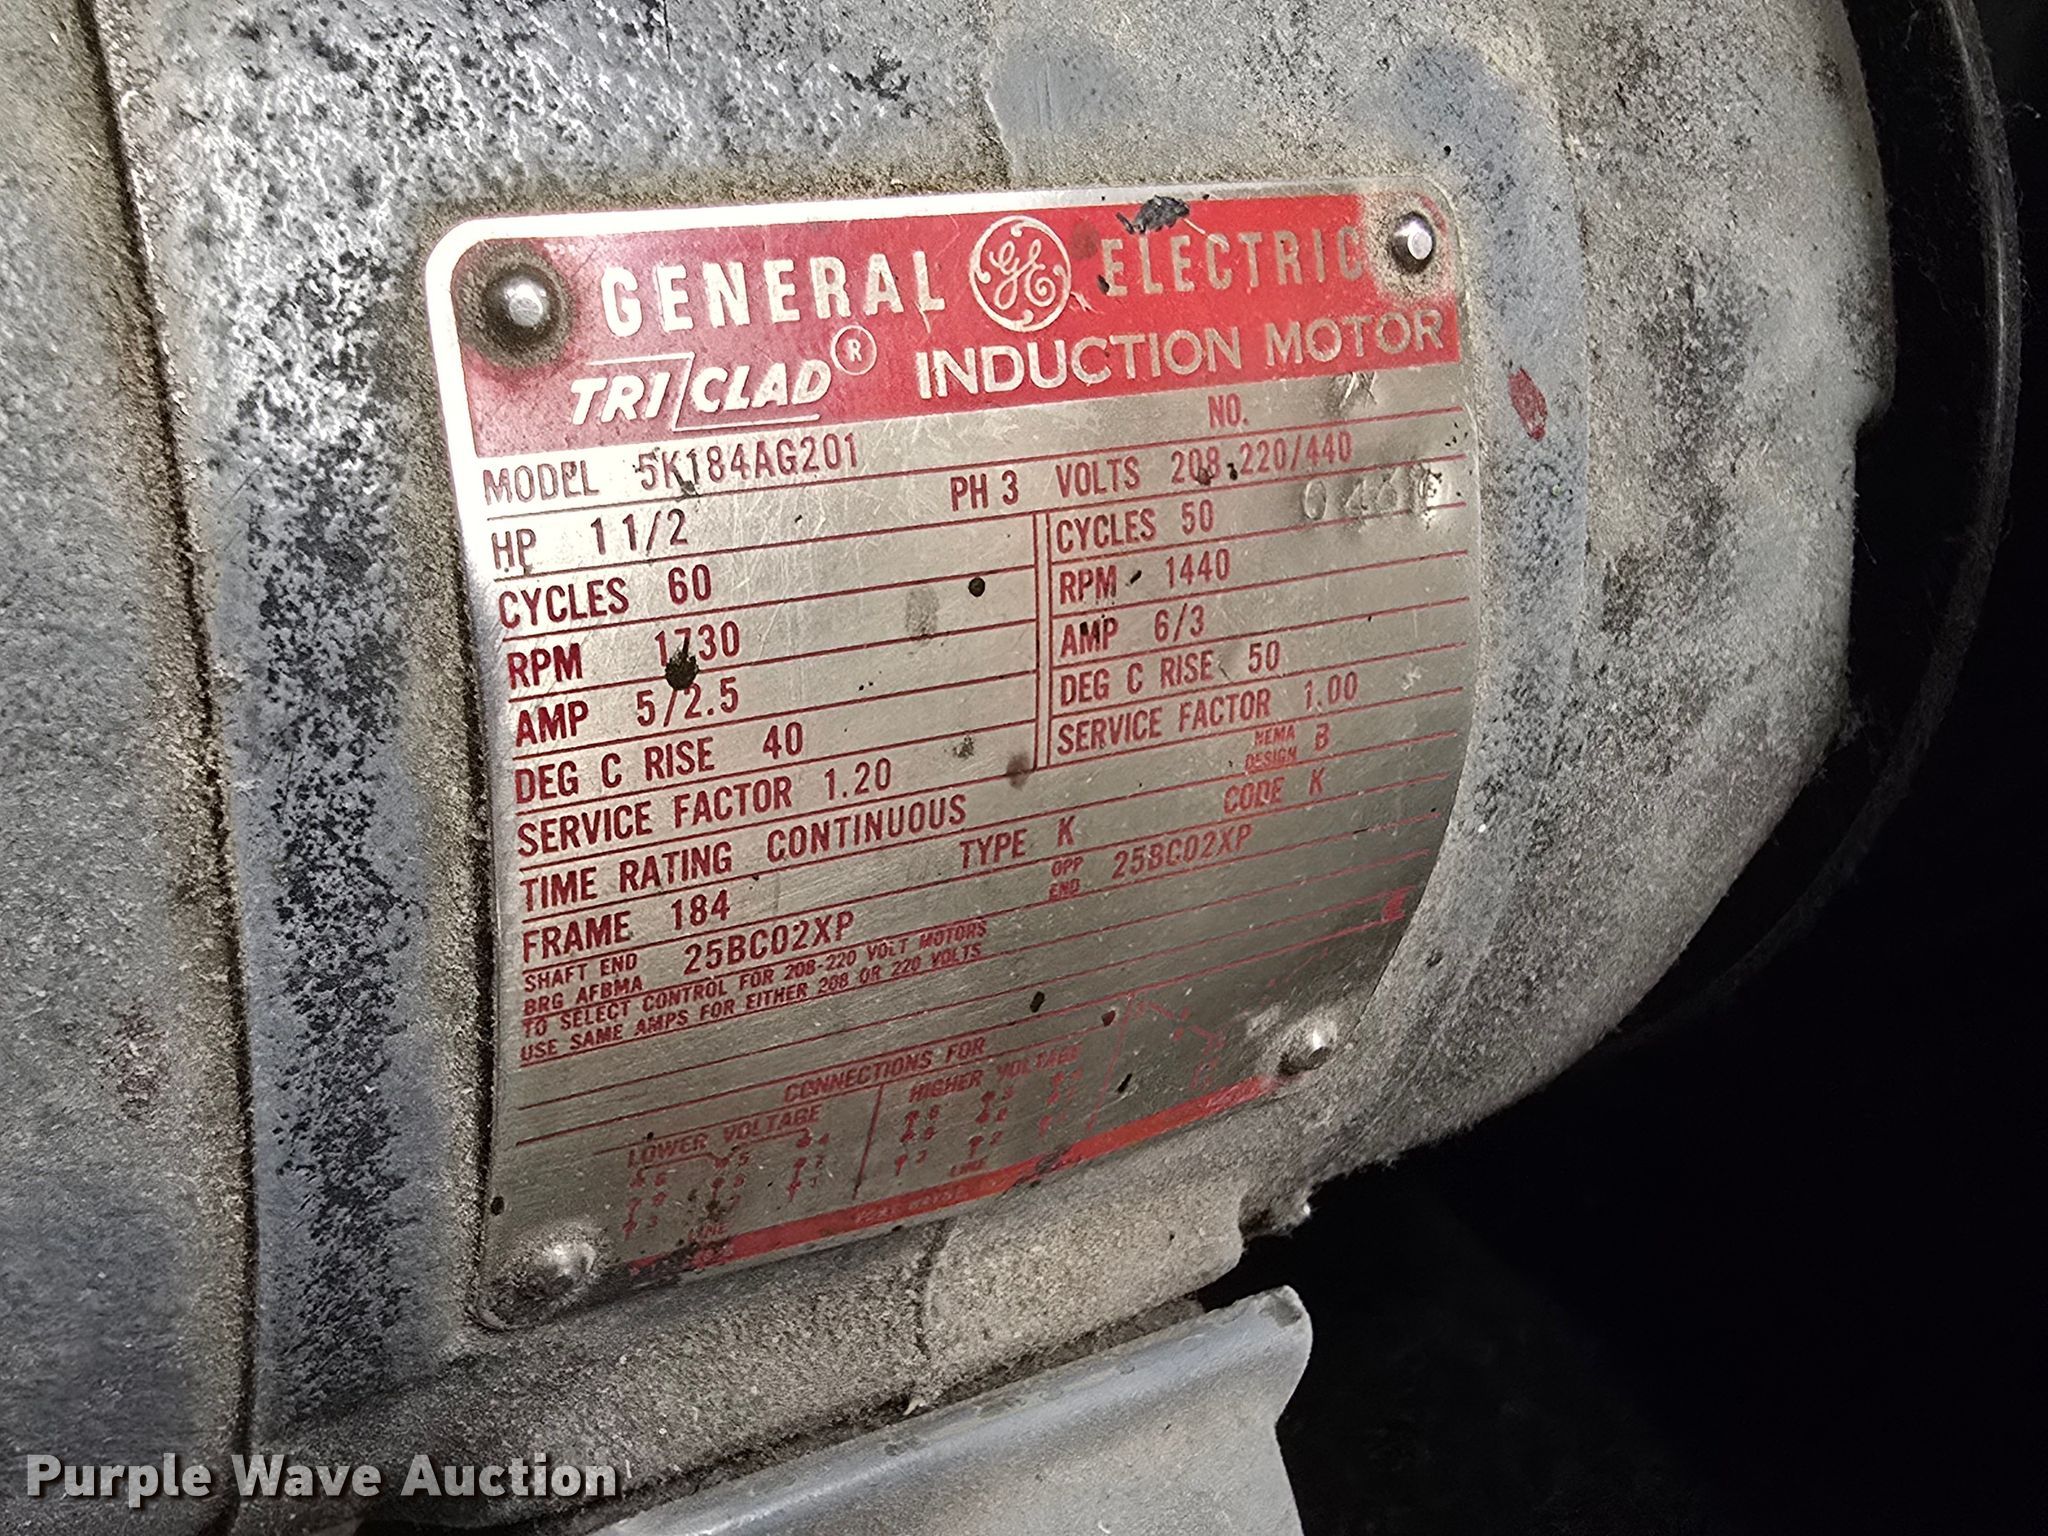 GENERAL GE ELECTRIC
TRI/CLAD ® INDUCTION MOTOR
MODEL 5K184AG201 NO.
HP 1 1/2 PH 3 VOLTS 208-220/440
CYCLES 60 CYCLES 50
RPM 1730 RPM 1440
AMP 5/2.5 AMP 6/3
DEG C RISE 40 DEG C RISE 50
SERVICE FACTOR 1.20 SERVICE FACTOR 1.00
TIME RATING CONTINUOUS NEMA DESIGN B
FRAME 184 TYPE K CODE K
SHAFT END BRG AFBMA 25BC02XP OPP END 25BC02XP
TO SELECT CONTROL FOR 208-220 VOLT MOTORS
USE SAME AMPS FOR EITHER 208 OR 220 VOLTS
CONNECTIONS FOR
LOWER VOLTAGE HIGHER VOLTAGE
LINE LINE
Purple Wave Auction